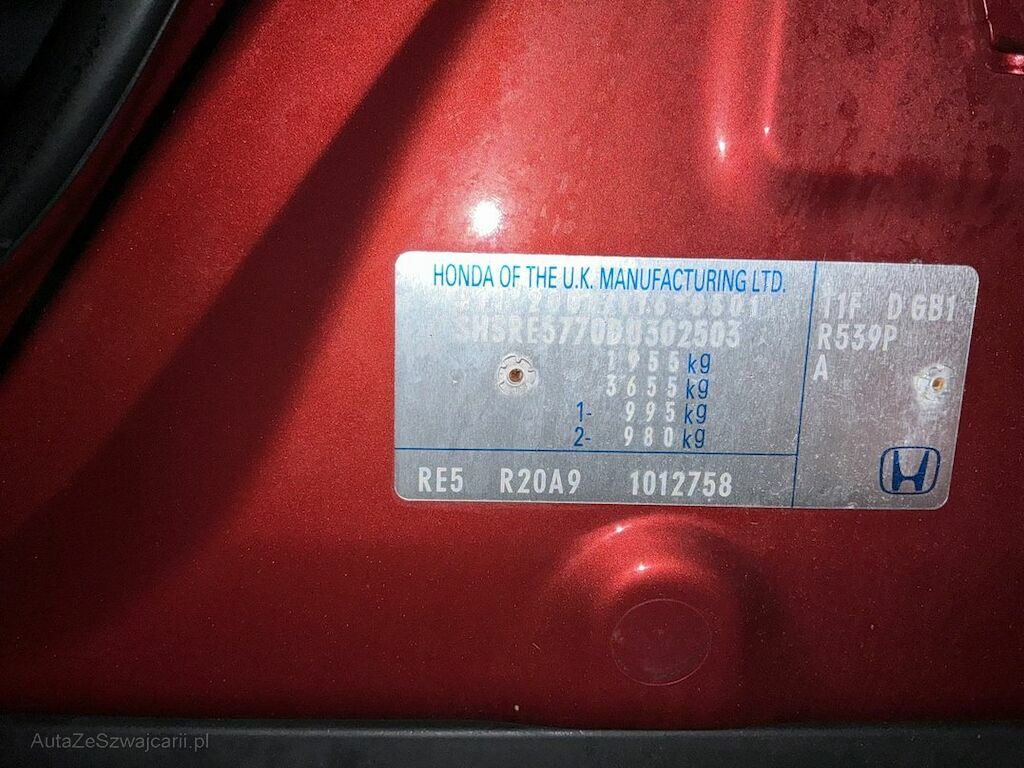 HONDA OF THE U.K. MANUFACTURING LTD.
11F D GB1
SHSRE5770BU302503
R539P
A
1955 kg
3655 kg
1- 995 kg
2- 980 kg
RE5 R20A9 1012758
AutaZeSzwajcarii.pl